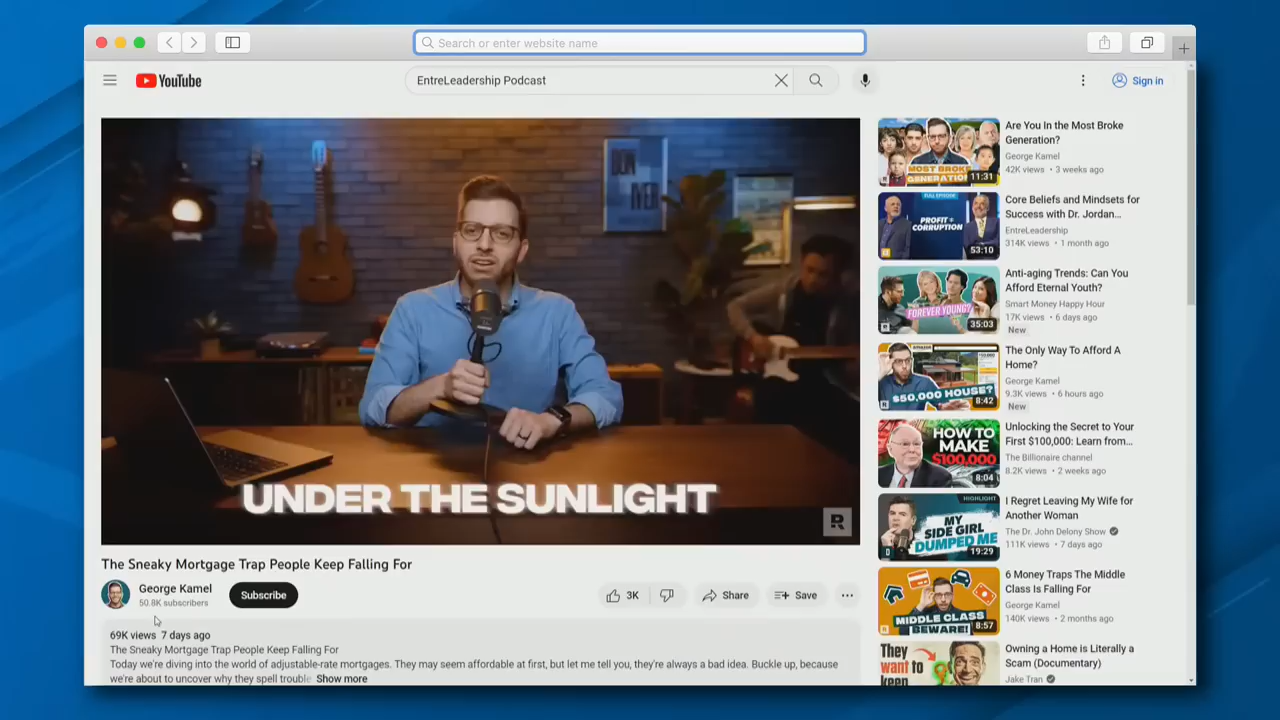 Search or enter website name
YouTube
EntreLeadership Podcast
Sign in
BON
IVER
UNDER THE SUNLIGHT
R
The Sneaky Mortgage Trap People Keep Falling For
George Kamel
50.8K subscribers
Subscribe
3K
Share
Save
69K views 7 days ago
The Sneaky Mortgage Trap People Keep Falling For
Today we're diving into the world of adjustable-rate mortgages. They may seem affordable at first, but let me tell you, they're always a bad idea. Buckle up, because
we're about to uncover why they spell trouble Show more
MOST BROKE
GENERATION
11:31
Are You In the Most Broke
Generation?
George Kamel
42K views • 3 weeks ago
FULL EPISODE
PROFIT +
CORRUPTION
53:10
Core Beliefs and Mindsets for
Success with Dr. Jordan...
EntreLeadership
314K views • 1 month ago
FOREVER YOUNG?
35:03
Anti-aging Trends: Can You
Afford Eternal Youth?
Smart Money Happy Hour
17K views • 6 days ago
New
$50,000 HOUSE?
8:42
The Only Way To Afford A
Home?
George Kamel
9.3K views • 6 hours ago
New
HOW TO
MAKE
$100,000
8:04
Unlocking the Secret to Your
First $100,000: Learn from...
The Billionaire channel
8.2K views • 2 weeks ago
HIGHLIGHT
MY
SIDE GIRL
DUMPED ME
19:29
I Regret Leaving My Wife for
Another Woman
The Dr. John Delony Show
111K views • 7 days ago
MIDDLE CLASS
BEWARE!
8:57
6 Money Traps The Middle
Class Is Falling For
George Kamel
140K views • 2 months ago
They
want to
keep
Owning a Home is Literally a
Scam (Documentary)
Jake Tran